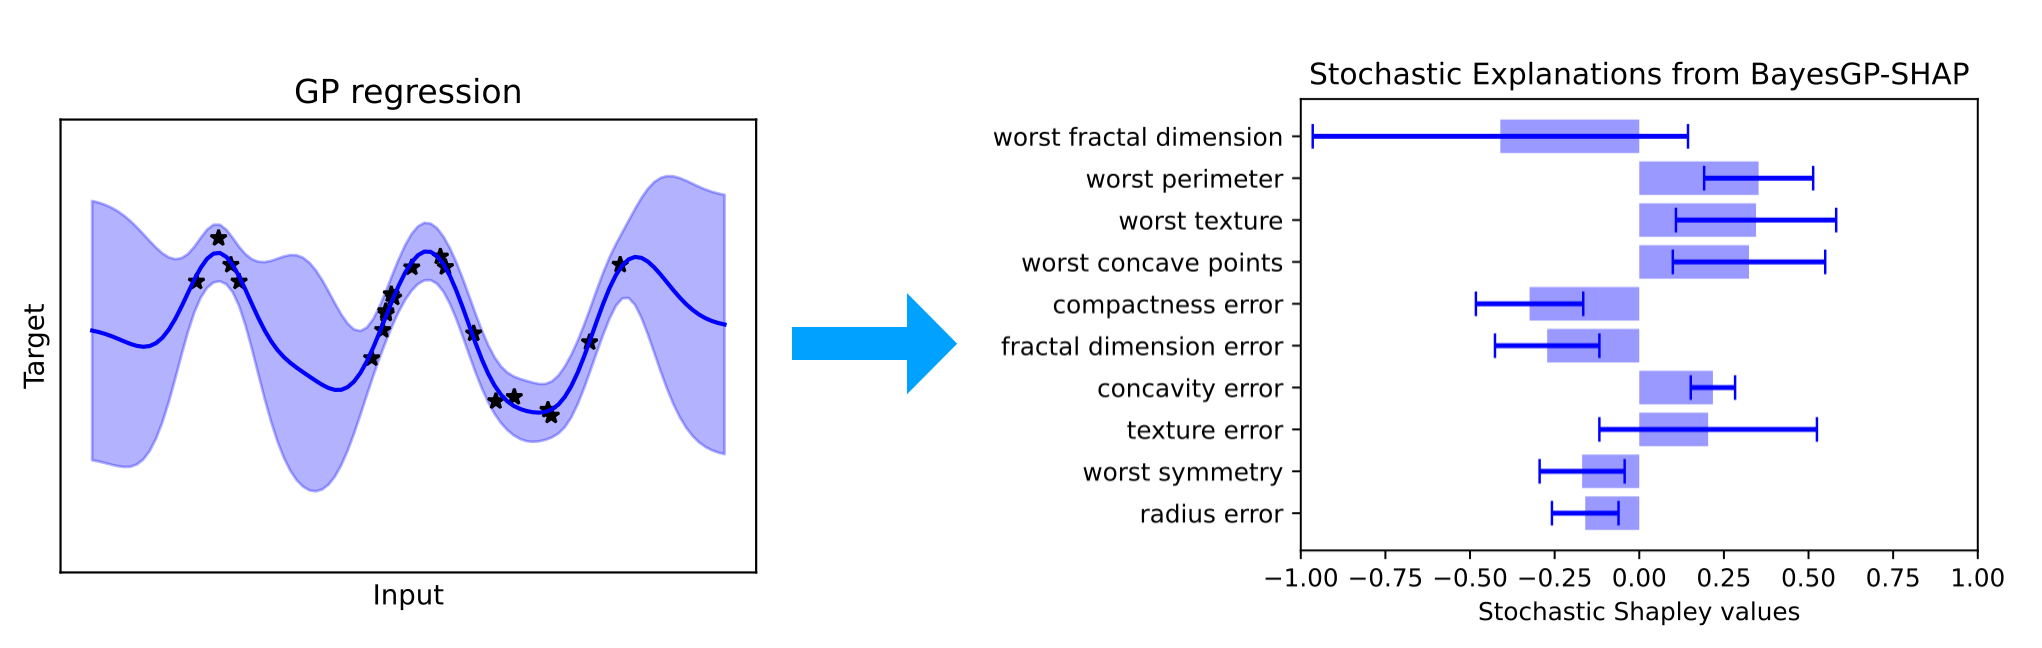 GP regression
Target
Input
Stochastic Explanations from BayesGP-SHAP
worst fractal dimension
worst perimeter
worst texture
worst concave points
compactness error
fractal dimension error
concavity error
texture error
worst symmetry
radius error
−1.00 −0.75 −0.50 −0.25 0.00 0.25 0.50 0.75 1.00
Stochastic Shapley values